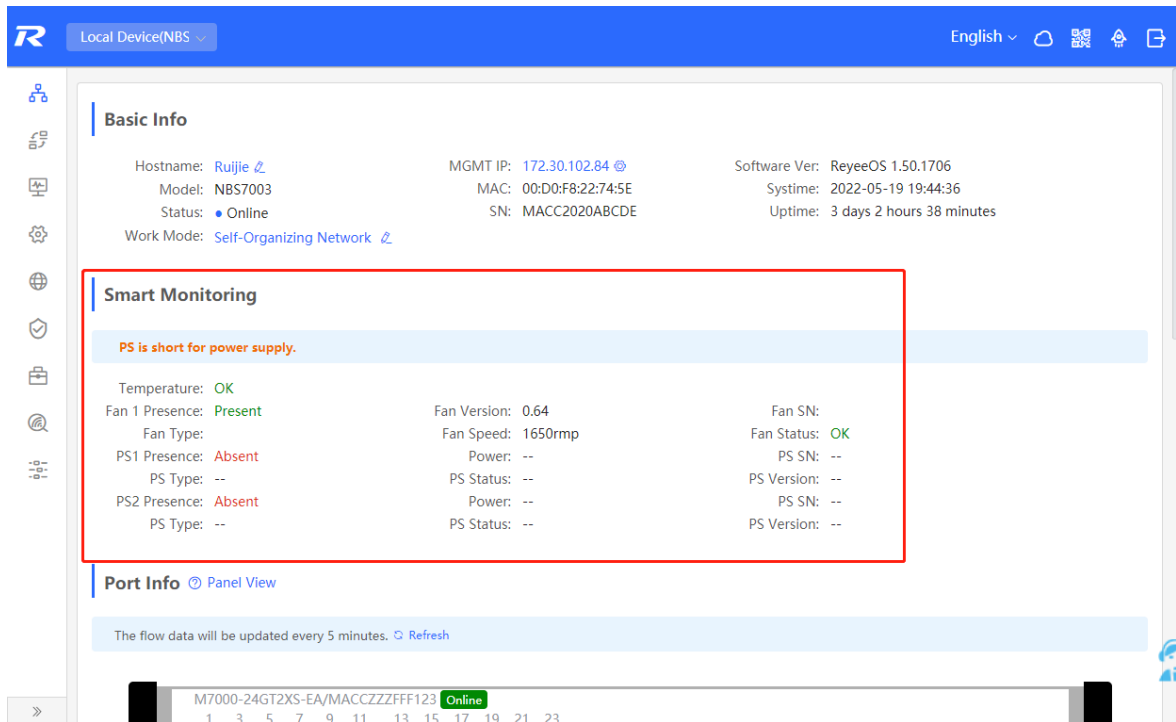 Local Device(NBS
English
Basic Info
Hostname: Ruijie MGMT IP: 172.30.102.84 Software Ver: ReyeeOS 1.50.1706
Model: NBS7003 MAC: 00:D0:F8:22:74:5E Systime: 2022-05-19 19:44:36
Status: Online SN: MACC2020ABCDE Uptime: 3 days 2 hours 38 minutes
Work Mode: Self-Organizing Network
Smart Monitoring
PS is short for power supply.
Temperature: OK
Fan 1 Presence: Present Fan Version: 0.64 Fan SN:
Fan Type: Fan Speed: 1650rmp Fan Status: OK
PS1 Presence: Absent Power: -- PS SN: --
PS Type: -- PS Status: -- PS Version: --
PS2 Presence: Absent Power: -- PS SN: --
PS Type: -- PS Status: -- PS Version: --
Port Info Panel View
The flow data will be updated every 5 minutes. Refresh
M7000-24GT2XS-EA/MACCZZZFFF123 Online
1 3 5 7 9 11 13 15 17 19 21 23